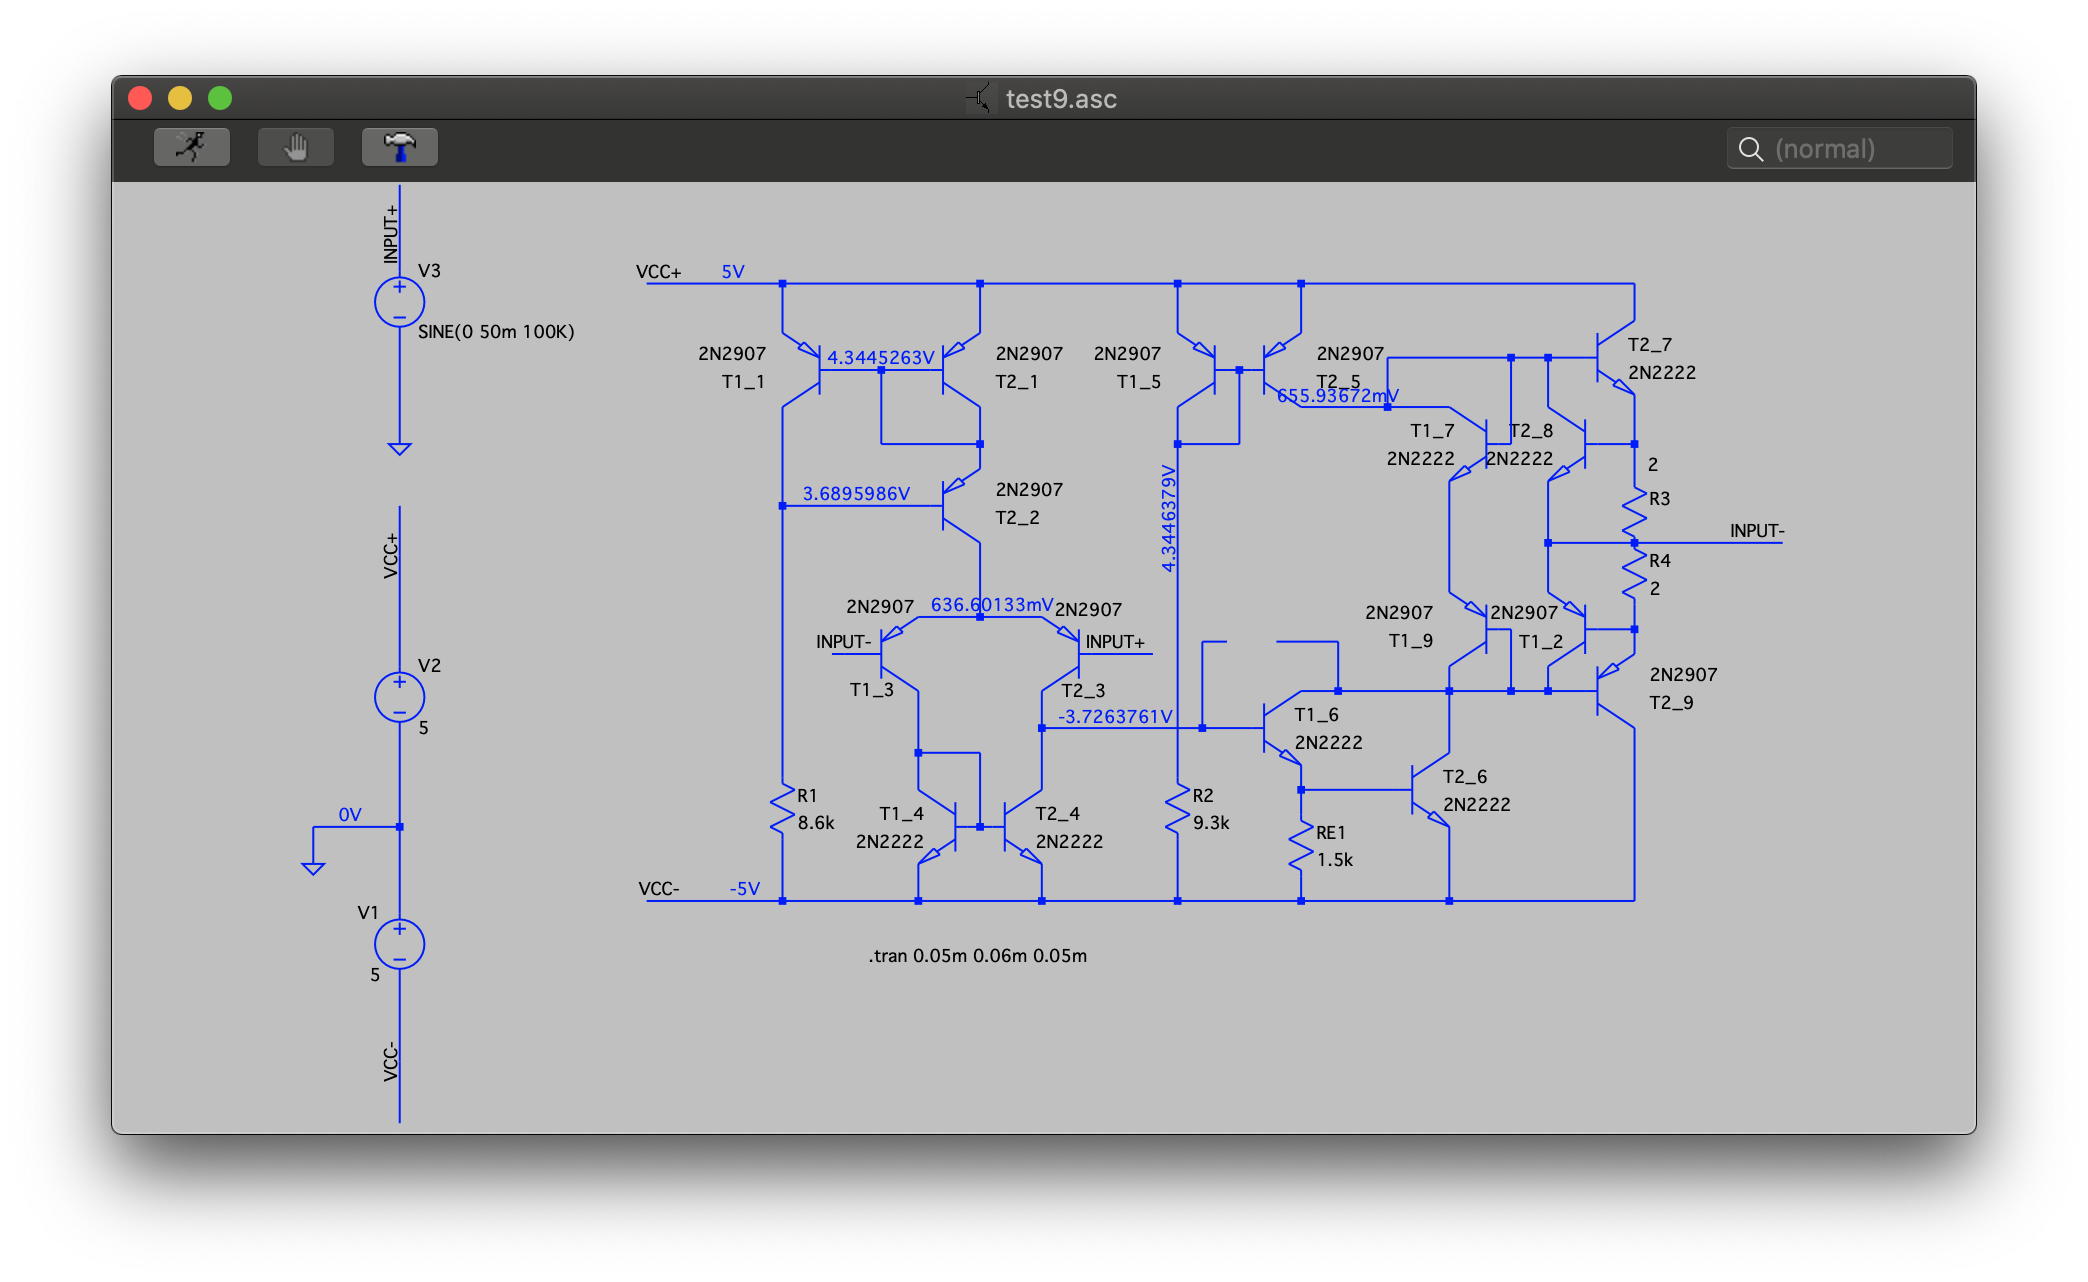 test9.asc
(normal)
INPUT+
V3
SINE(0 50m 100K)
VCC+
V2
5
0V
V1
5
VCC-
VCC+ 5V
2N2907
T1_1
4.3445263V
2N2907
T2_1
2N2907
T1_5
2N2907
T2_5
655.93672mV
T2_7
2N2222
T1_7
2N2222
T2_8
2N2222
2
R3
3.6895986V
2N2907
T2_2
4.3446379V
INPUT-
R4
2
2N2907
636.60133mV
2N2907
INPUT-
INPUT+
T1_3
T2_3
2N2907
T1_9
2N2907
T1_2
2N2907
T2_9
-3.7263761V
T1_6
2N2222
T2_6
2N2222
R1
8.6k
T1_4
2N2222
T2_4
2N2222
R2
9.3k
RE1
1.5k
VCC- -5V
.tran 0.05m 0.06m 0.05m